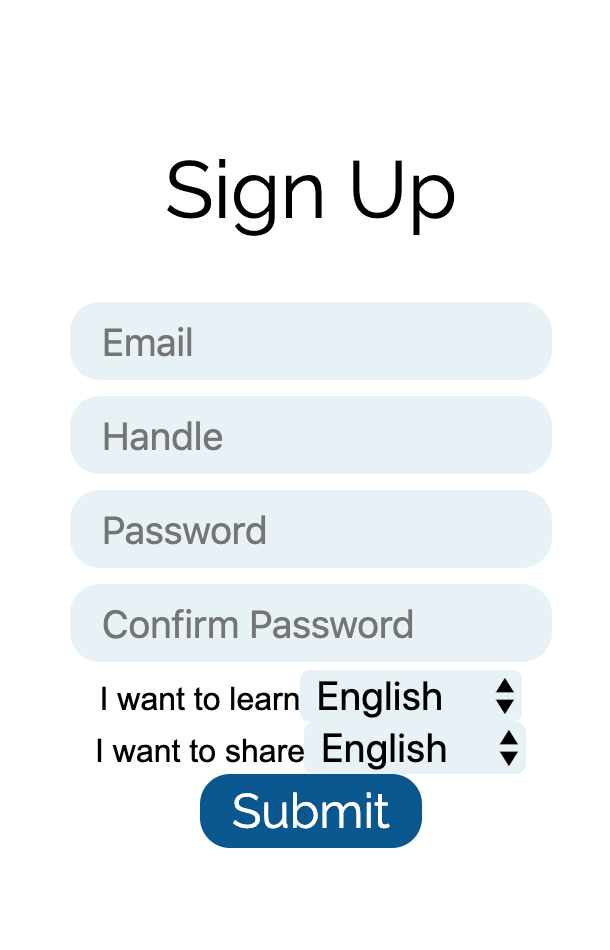 Sign Up
Email
Handle
Password
Confirm Password
I want to learn English
I want to share English
Submit